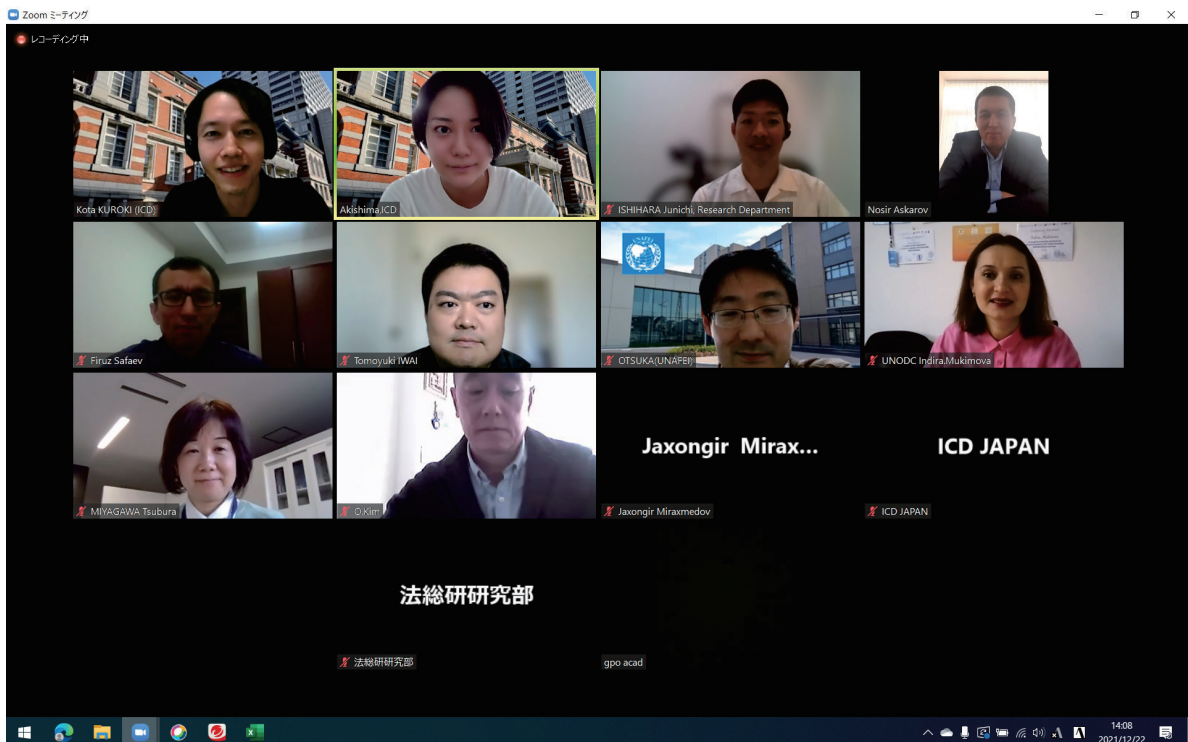 Zoom ミーティング
レコーディング中
Kota KUROKI (ICD)
Akishima.ICD
ISHIHARA Junichi, Research Department
Nosir Askarov
Firuz Safaev
Tomoyuki IWAI
UNAFEI
OTSUKA(UNAFEI)
UNODC Indira.Mukimova
MIYAGAWA Tsubura
O.Kim
Jaxongir Mirax...
Jaxongir Miraxmedov
ICD JAPAN
ICD JAPAN
法総研研究部
法総研研究部
gpo acad
14:08
2021/12/22